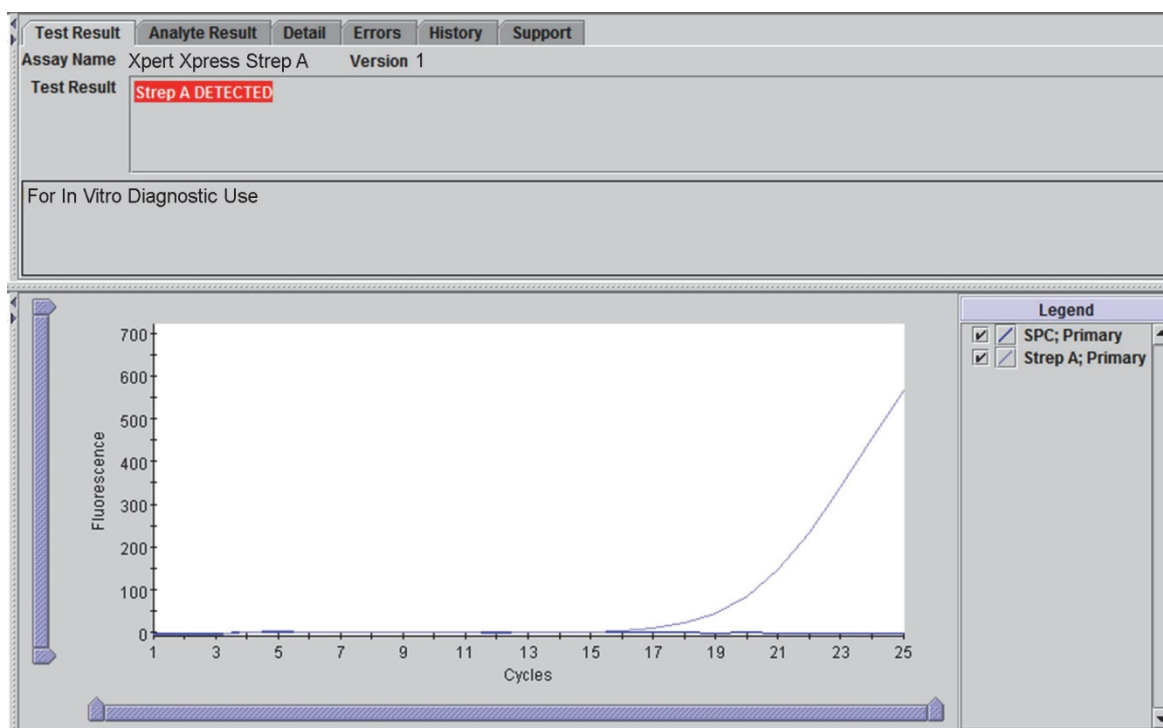 Test Result Analyte Result Detail Errors History Support
Assay Name Xpert Xpress Strep A Version 1
Test Result Strep A DETECTED
For In Vitro Diagnostic Use
Legend
SPC; Primary
Strep A; Primary
Fluorescence
700
600
500
400
300
200
100
0
1 3 5 7 9 11 13 15 17 19 21 23 25
Cycles